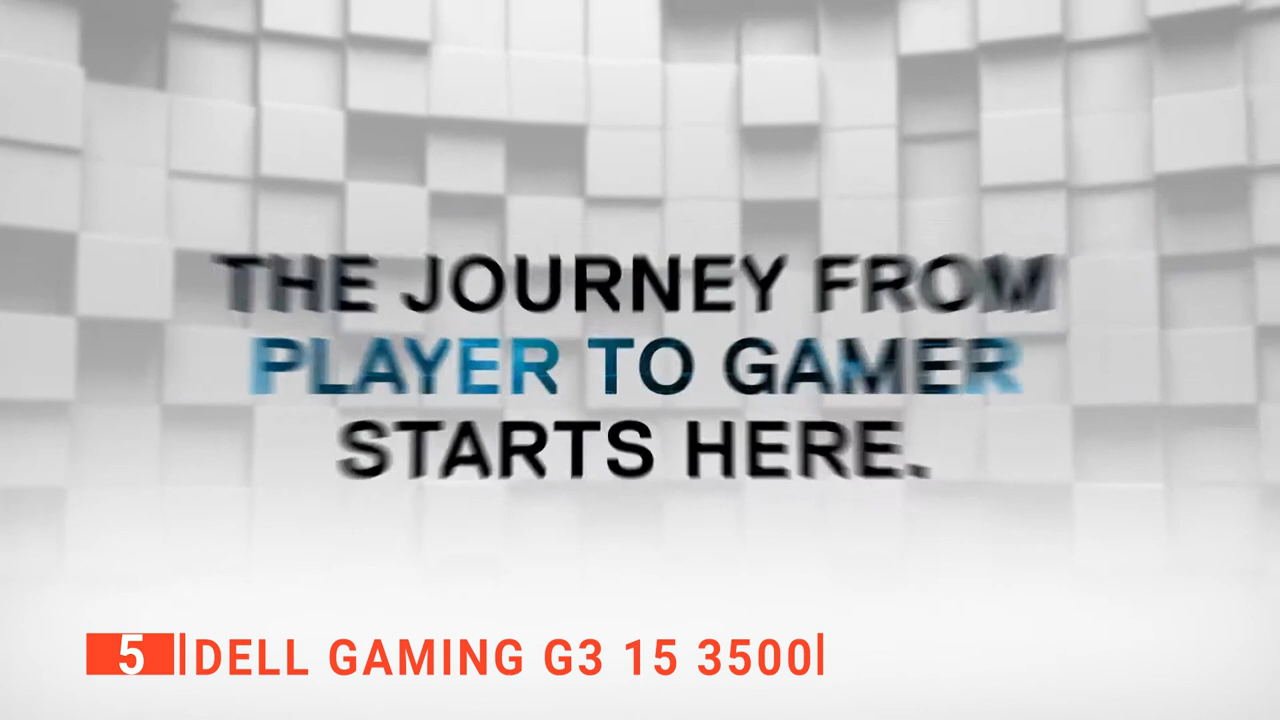 THE JOURNEY FROM
PLAYER TO GAMER
STARTS HERE.
5 DELL GAMING G3 15 3500